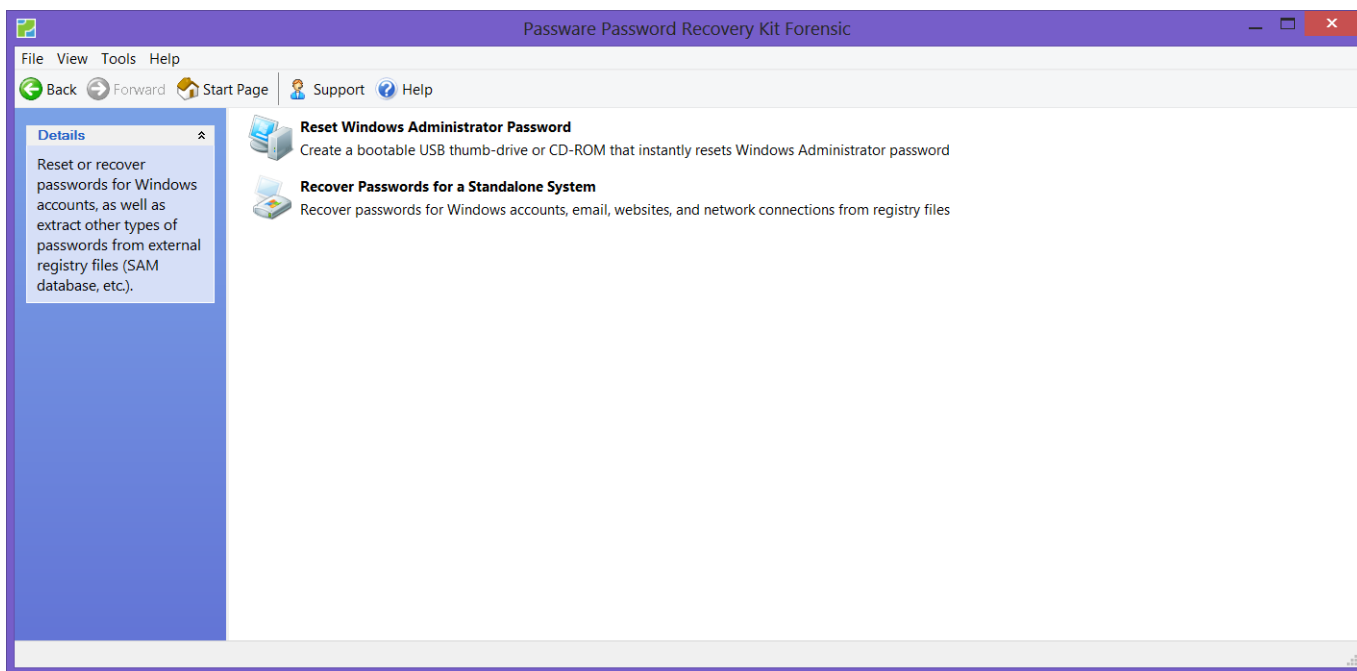 Passware Password Recovery Kit Forensic
File View Tools Help
Back Forward Start Page Support Help
Details
Reset or recover
passwords for Windows
accounts, as well as
extract other types of
passwords from external
registry files (SAM
database, etc.).
Reset Windows Administrator Password
Create a bootable USB thumb-drive or CD-ROM that instantly resets Windows Administrator password
Recover Passwords for a Standalone System
Recover passwords for Windows accounts, email, websites, and network connections from registry files